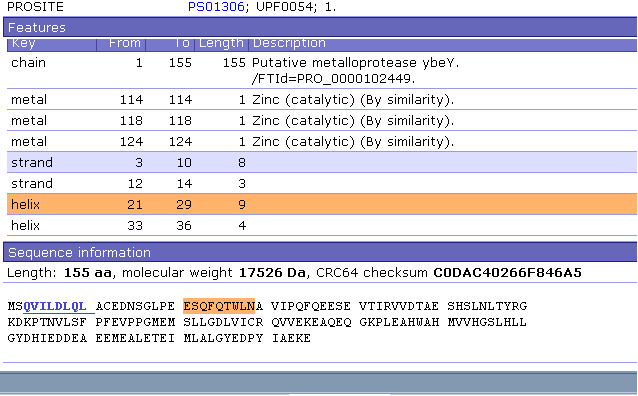 PROSITE PS01306; UPF0054; 1.
Features
Key From To Length Description
chain 1 155 155 Putative metalloprotease ybeY.
/FTId=PRO_0000102449.
metal 114 114 1 Zinc (catalytic) (By similarity).
metal 118 118 1 Zinc (catalytic) (By similarity).
metal 124 124 1 Zinc (catalytic) (By similarity).
strand 3 10 8
strand 12 14 3
helix 21 29 9
helix 33 36 4
Sequence information
Length: 155 aa, molecular weight 17526 Da, CRC64 checksum C0DAC40266F846A5
MSQVILDLQL ACEDNSGLPE ESQFQTWLNA VIPQFQEESE VTIRVVDTAE SHSLNLTYRG
KDKPTNVLSF PFEVPPGMEM SLLGDLVICR QVVEKEAQEQ GKPLEAHWAH MVVHGSLHLL
GYDHIEDDEA EEMEALETEI MLALGYEDPY IAEKE